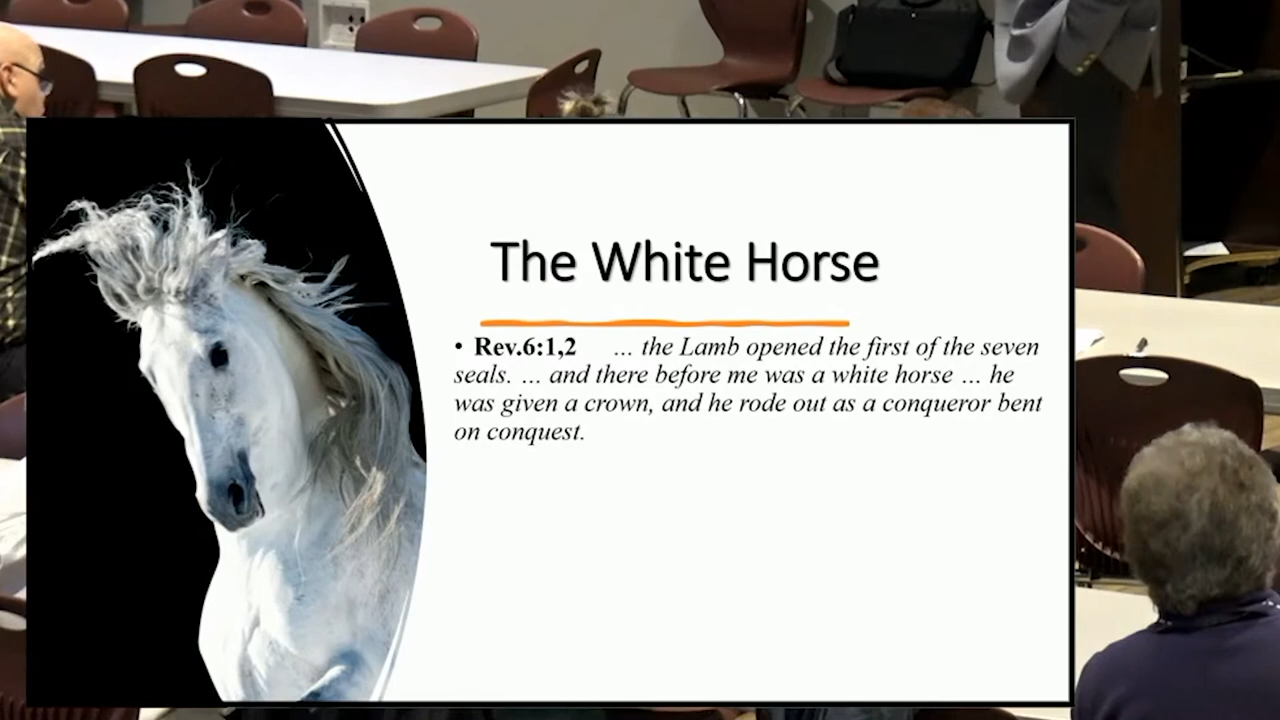 The White Horse
• Rev.6:1,2 … the Lamb opened the first of the seven
seals. … and there before me was a white horse … he
was given a crown, and he rode out as a conqueror bent
on conquest.